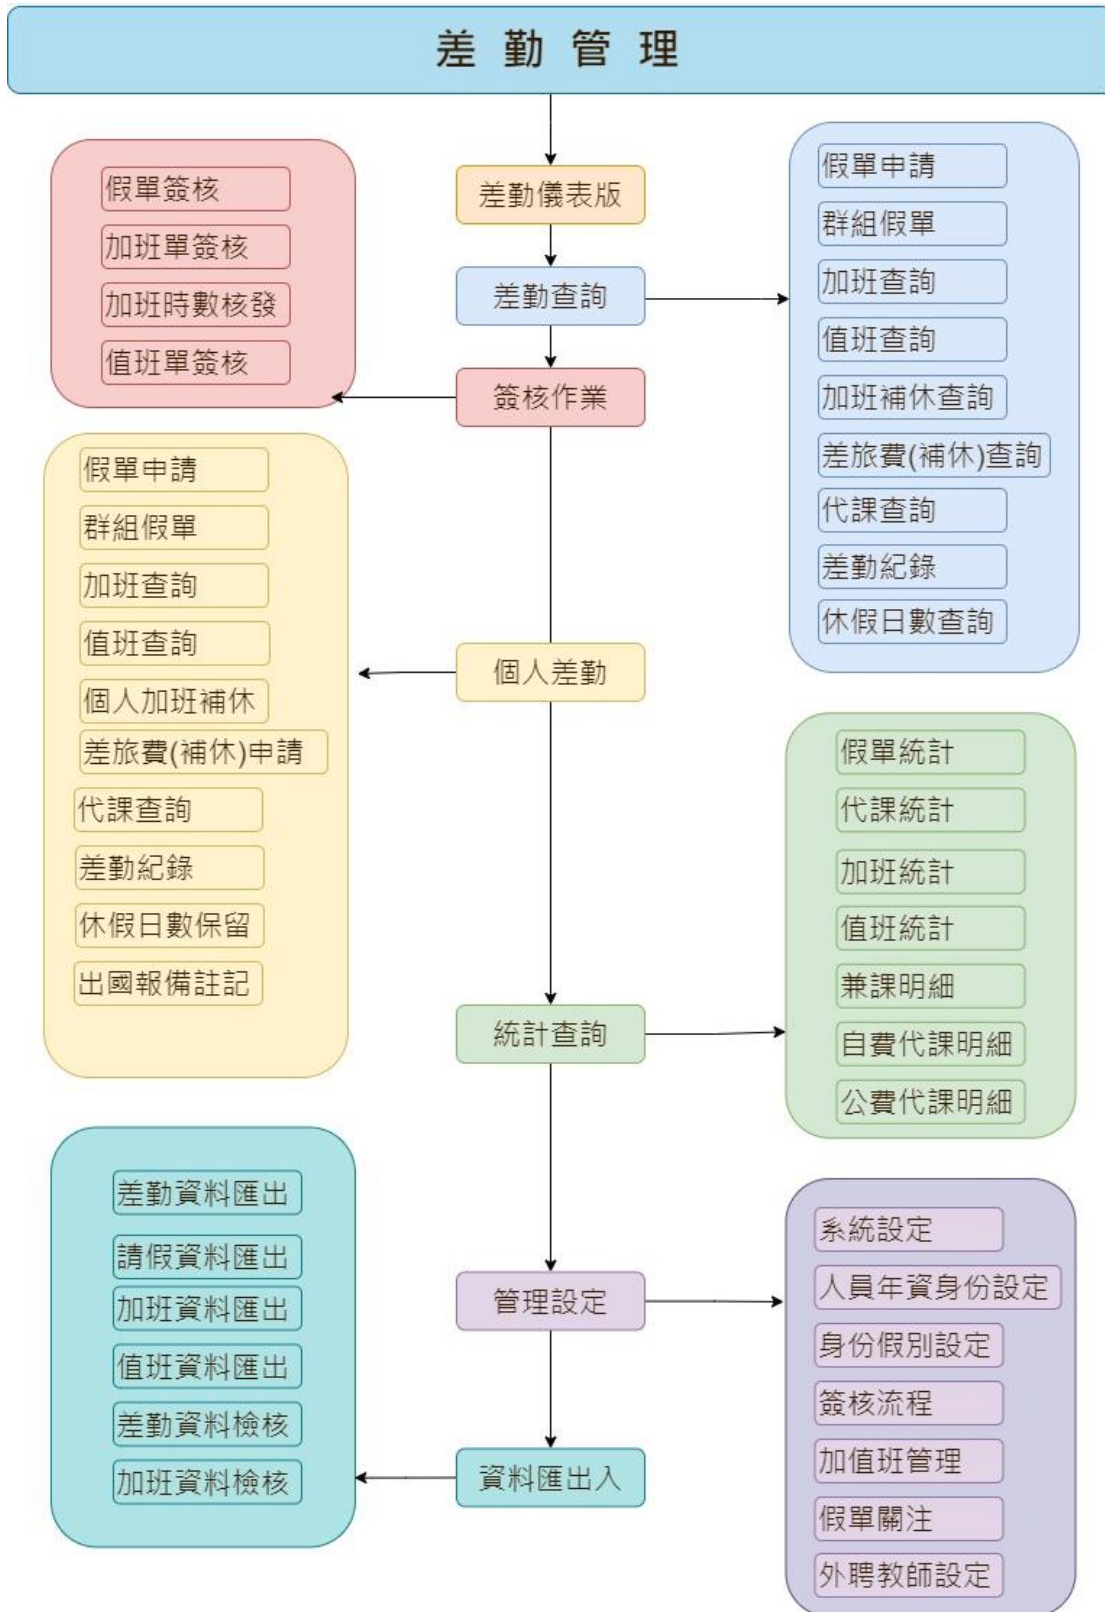 差勤管理
差勤儀表版
差勤查詢
假單申請
群組假單
加班查詢
值班查詢
加班補休查詢
差旅費(補休)查詢
代課查詢
差勤紀錄
休假日數查詢
簽核作業
假單簽核
加班單簽核
加班時數核發
值班單簽核
個人差勤
假單申請
群組假單
加班查詢
值班查詢
個人加班補休
差旅費(補休)申請
代課查詢
差勤紀錄
休假日數保留
出國報備註記
統計查詢
假單統計
代課統計
加班統計
值班統計
兼課明細
自費代課明細
公費代課明細
管理設定
系統設定
人員年資身份設定
身份假別設定
簽核流程
加值班管理
假單關注
外聘教師設定
資料匯出入
差勤資料匯出
請假資料匯出
加班資料匯出
值班資料匯出
差勤資料檢核
加班資料檢核